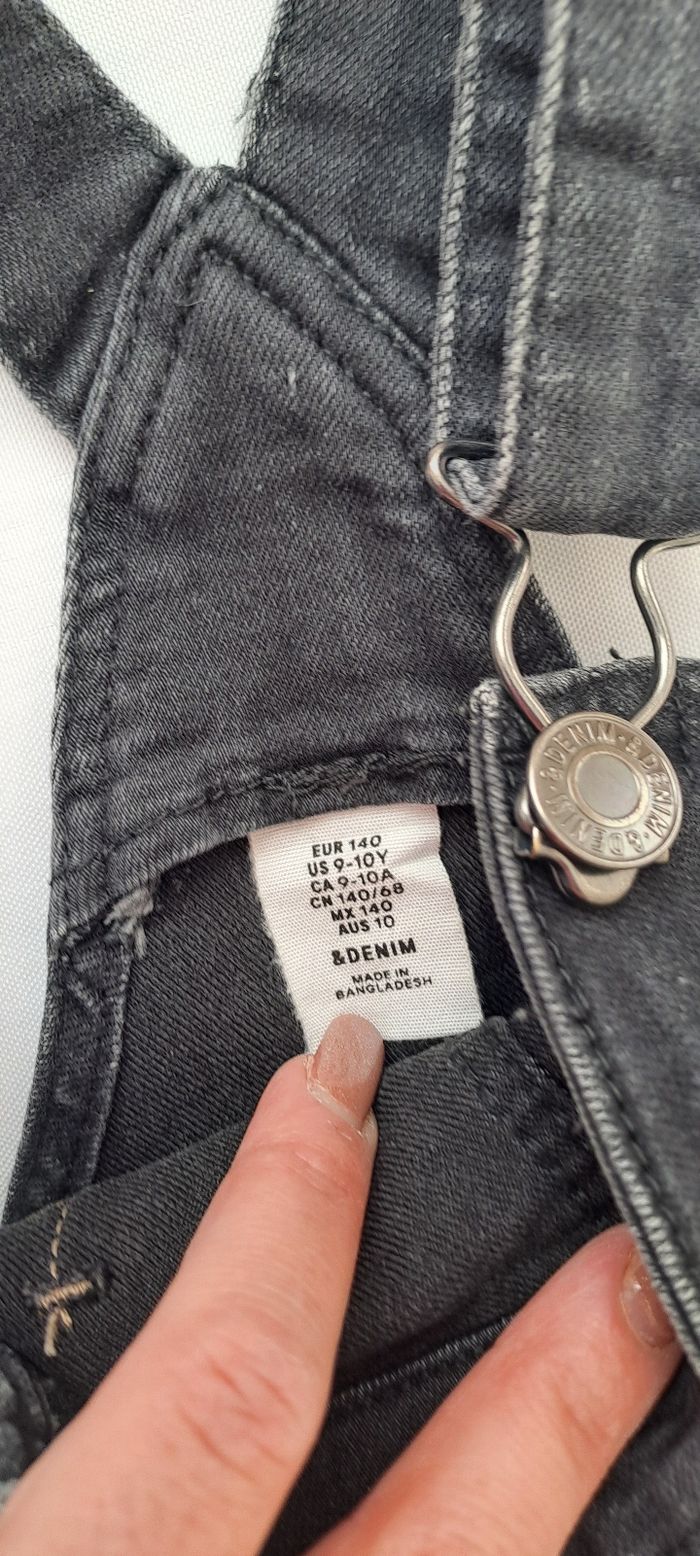 EUR 140
US 9-10Y
CA 9-10A
CN 140/68
MX 140
AUS 10
&DENIM
MADE IN
BANGLADESH
&DENIM·&DENIM·&DENIM